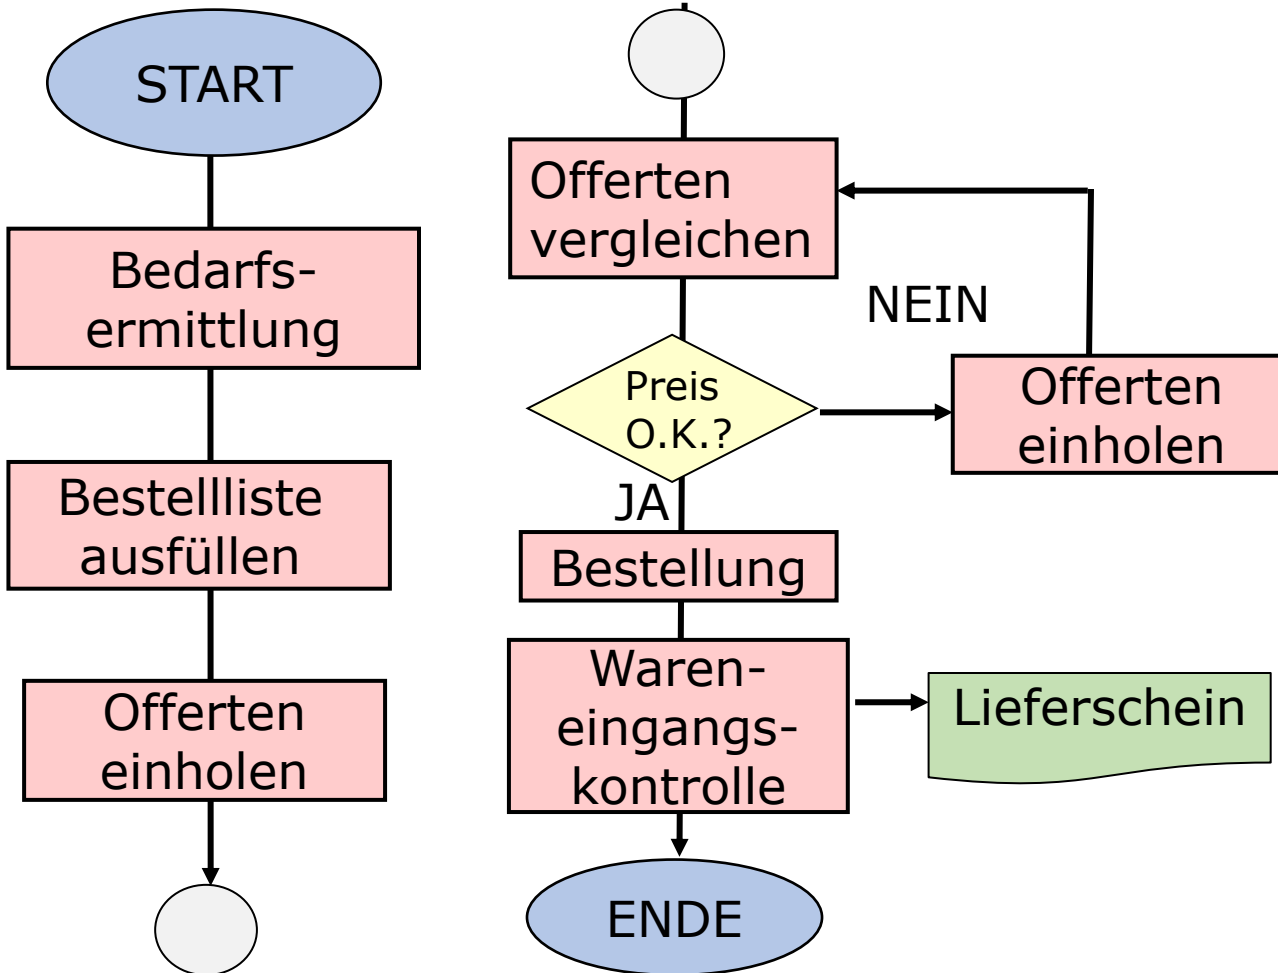 START
Bedarfs-
ermittlung
Bestellliste
ausfüllen
Offerten
einholen
Offerten
vergleichen
NEIN
Preis
O.K.?
Offerten
einholen
JA
Bestellung
Waren-
eingangs-
kontrolle
Lieferschein
ENDE